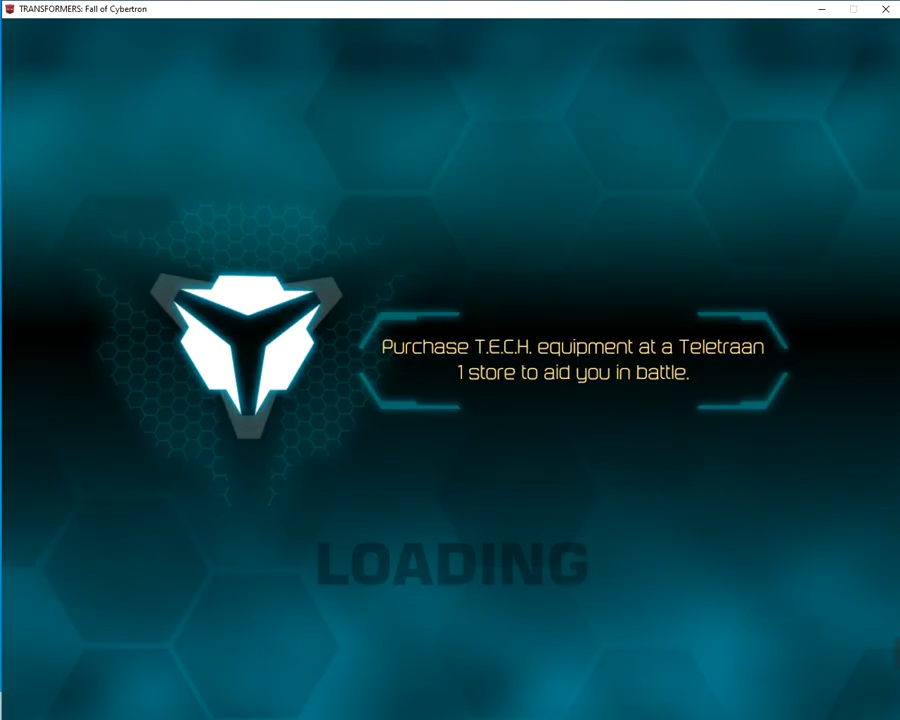 TRANSFORMERS: Fall of Cybertron
Purchase T.E.C.H. equipment at a Teletraan
1 store to aid you in battle.
LOADING